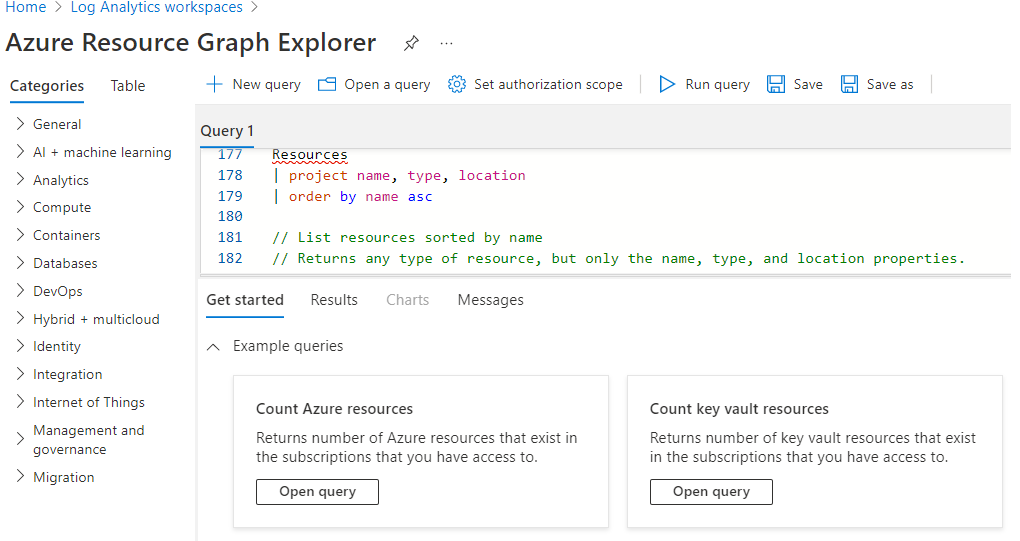 Home > Log Analytics workspaces >
Azure Resource Graph Explorer ...
Categories Table
New query Open a query Set authorization scope Run query Save Save as
General
AI + machine learning
Analytics
Compute
Containers
Databases
DevOps
Hybrid + multicloud
Identity
Integration
Internet of Things
Management and
governance
Migration
Query 1
177 Resources
178 | project name, type, location
179 | order by name asc
180
181 // List resources sorted by name
182 // Returns any type of resource, but only the name, type, and location properties.
Get started Results Charts Messages
Example queries
Count Azure resources
Returns number of Azure resources that exist in
the subscriptions that you have access to.
Open query
Count key vault resources
Returns number of key vault resources that exist
in the subscriptions that you have access to.
Open query